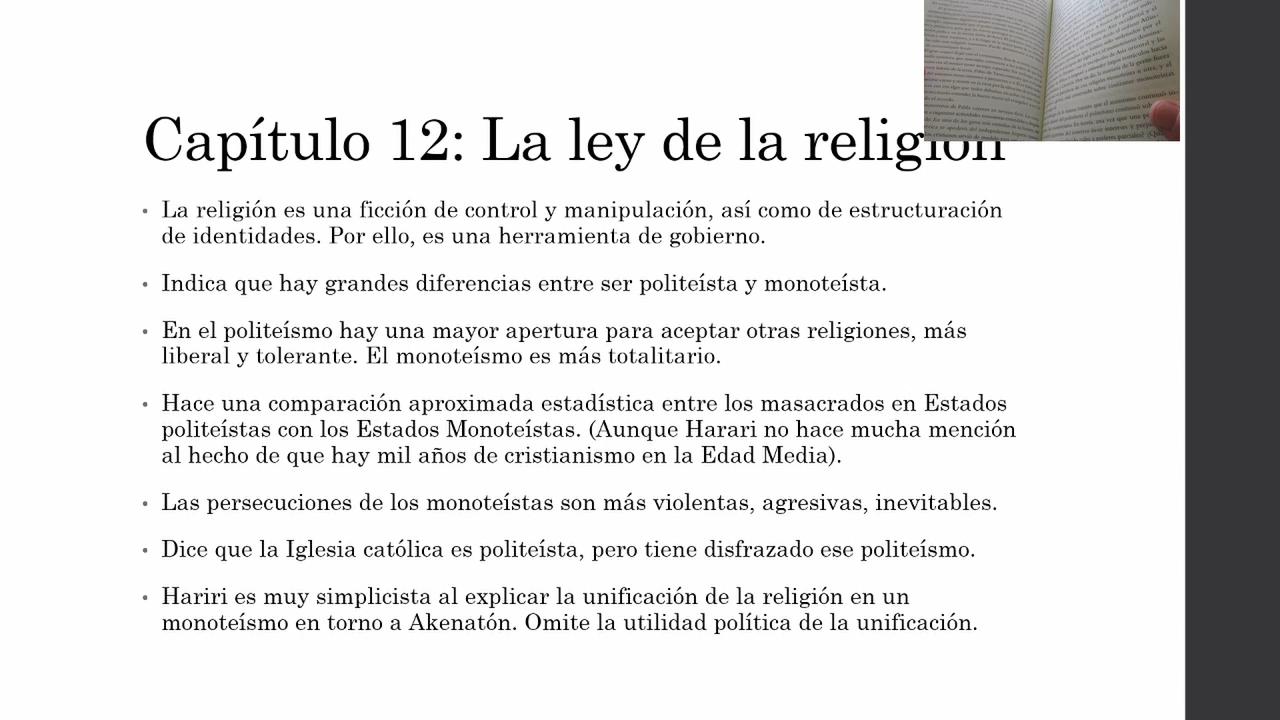 Capítulo 12: La ley de la religión
• La religión es una ficción de control y manipulación, así como de estructuración
de identidades. Por ello, es una herramienta de gobierno.
• Indica que hay grandes diferencias entre ser politeísta y monoteísta.
• En el politeísmo hay una mayor apertura para aceptar otras religiones, más
liberal y tolerante. El monoteísmo es más totalitario.
• Hace una comparación aproximada estadística entre los masacrados en Estados
politeístas con los Estados Monoteístas. (Aunque Harari no hace mucha mención
al hecho de que hay mil años de cristianismo en la Edad Media).
• Las persecuciones de los monoteístas son más violentas, agresivas, inevitables.
• Dice que la Iglesia católica es politeísta, pero tiene disfrazado ese politeísmo.
• Hariri es muy simplicista al explicar la unificación de la religión en un
monoteísmo en torno a Akenatón. Omite la utilidad política de la unificación.